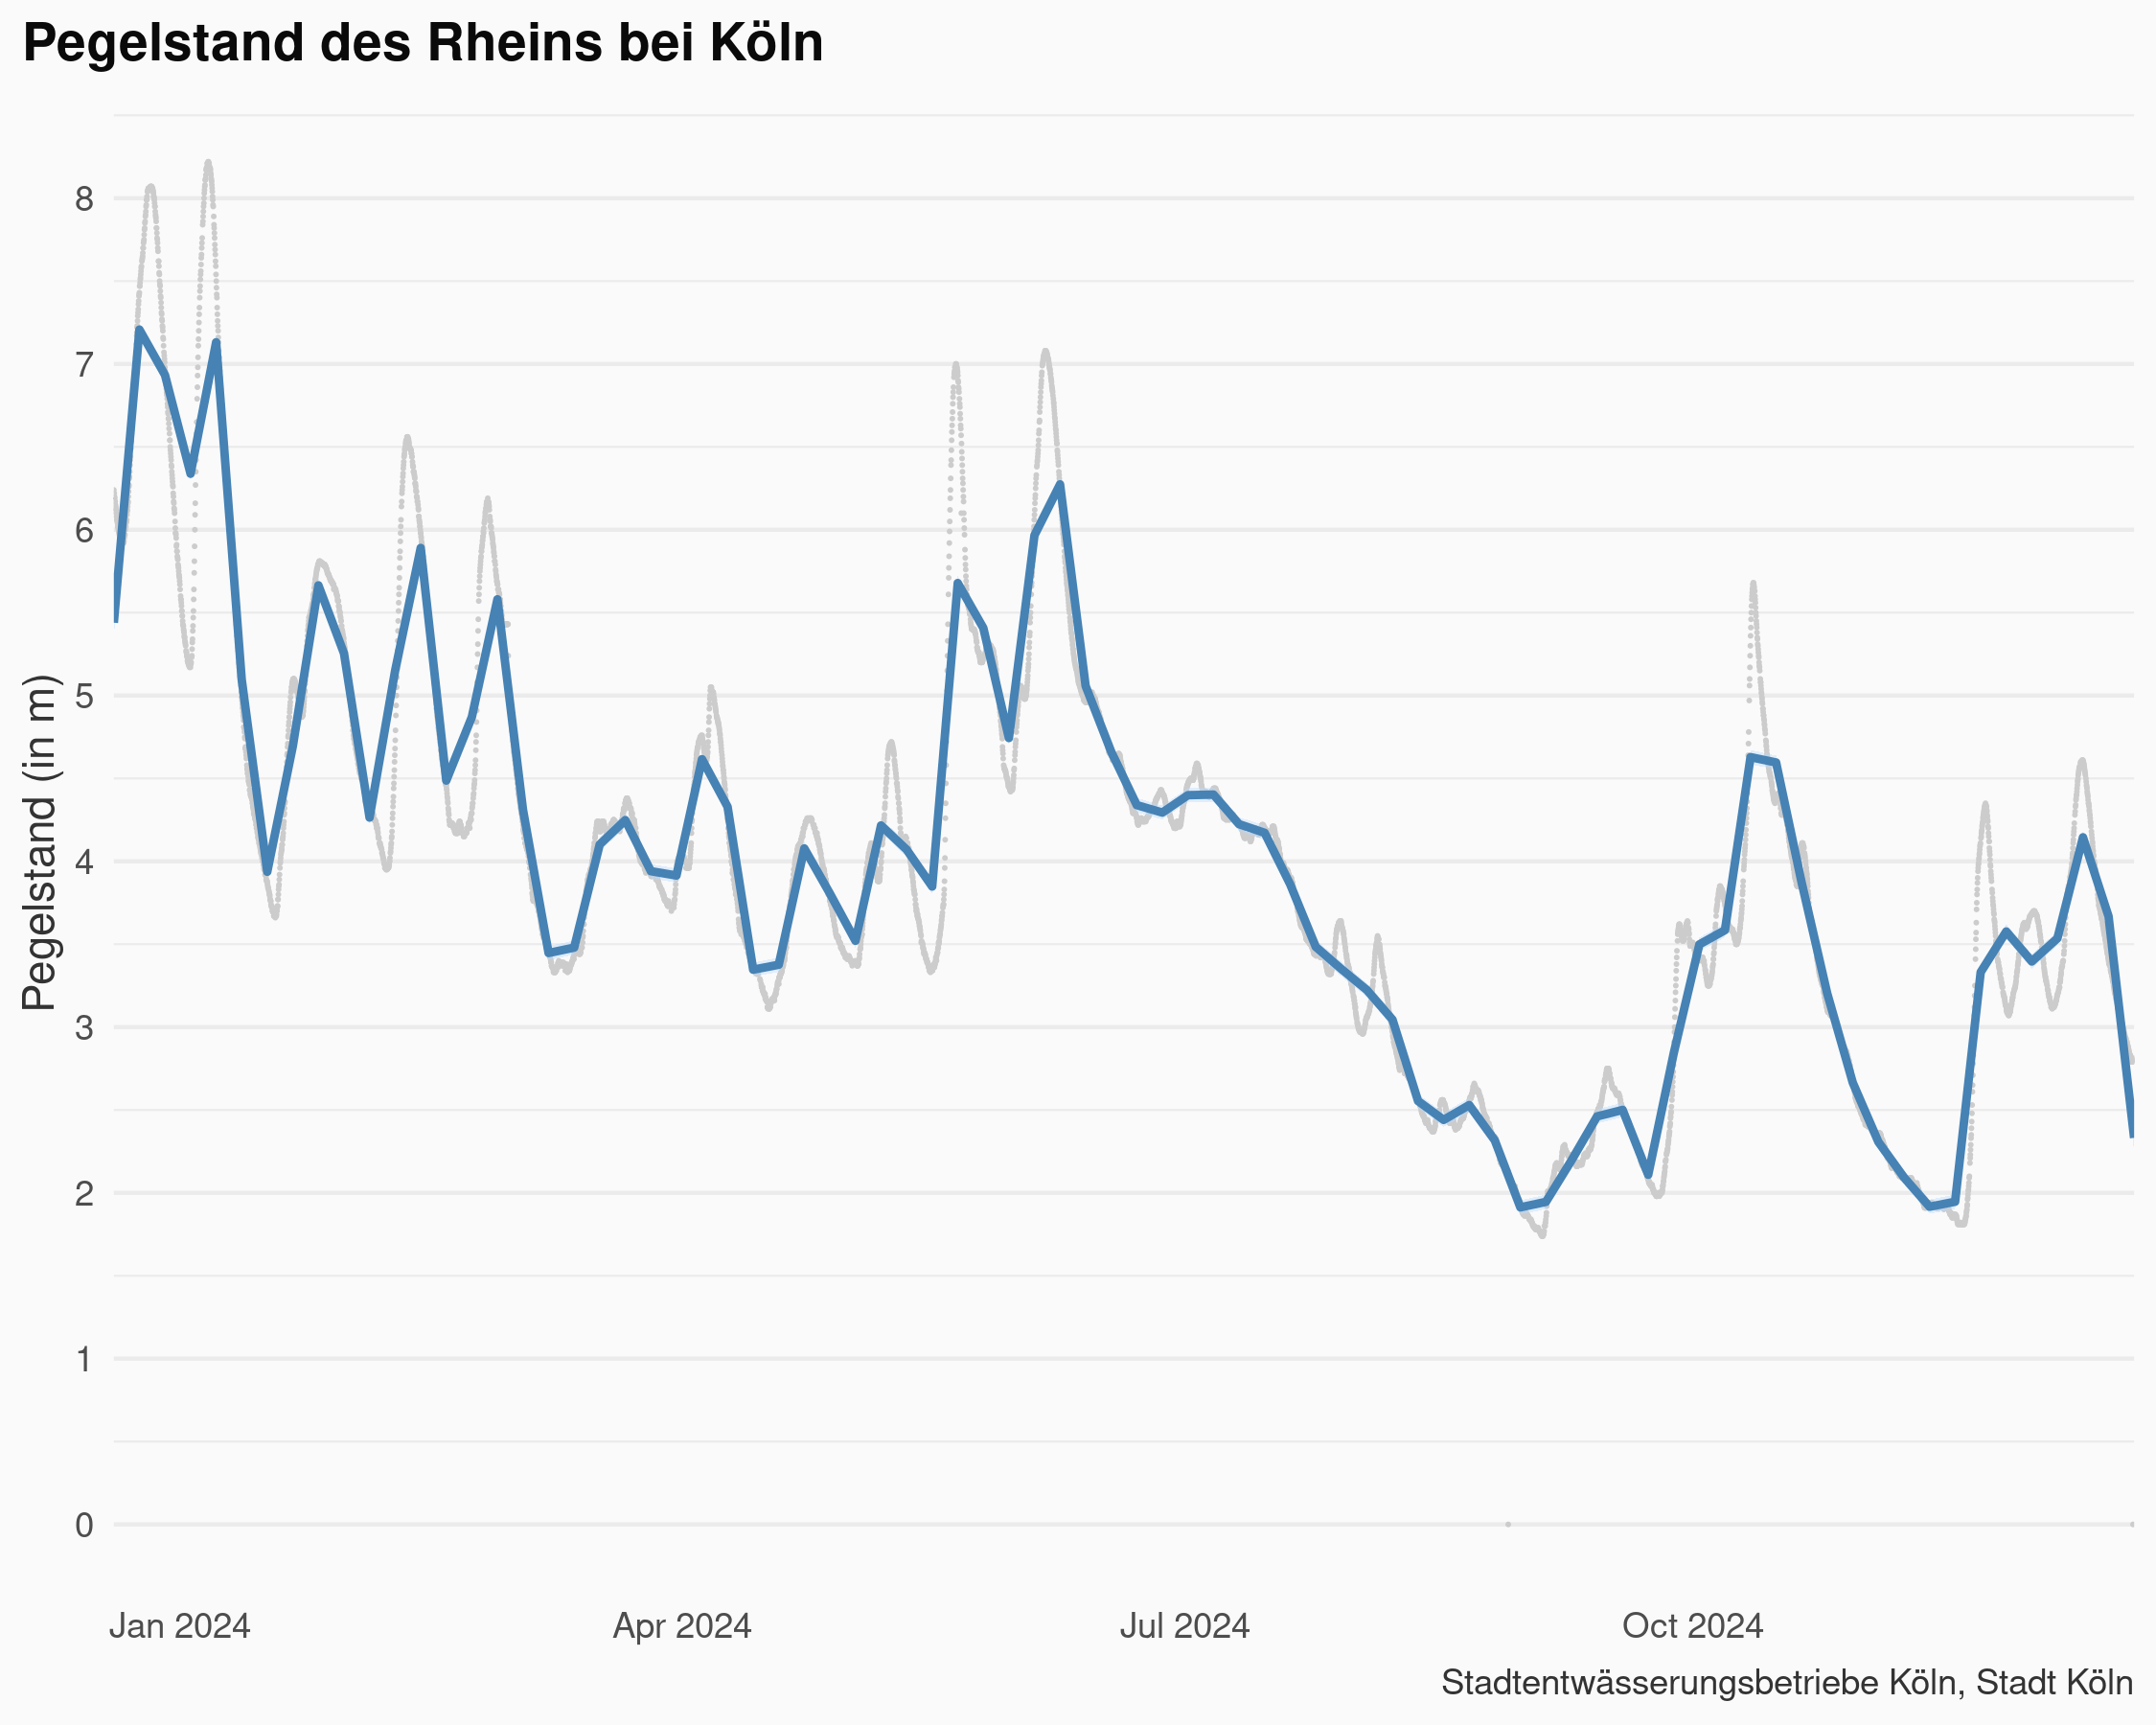 Pegelstand des Rheins bei Köln
Pegelstand (in m)
8
7
6
5
4
3
2
1
0
Jan 2024 Apr 2024 Jul 2024 Oct 2024
Stadtentwässerungsbetriebe Köln, Stadt Köln